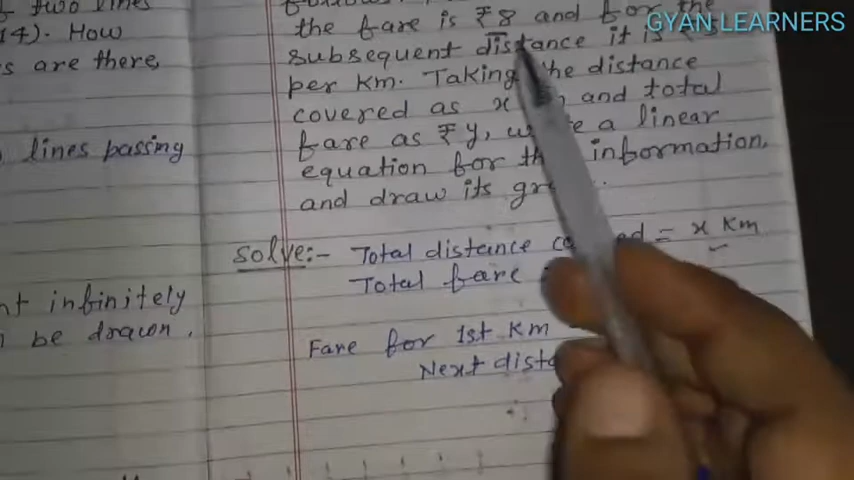 two lines
14). How
s are there,
lines passing
nt infinitely
be drawn.
the fare is ₹8 and for the
subsequent distance it is
per km. Taking the distance
covered as x and total
fare as ₹y, a linear
equation for information,
and draw its
Solve:- Total distance = x km
Total fare
Fare for 1st km
Next
GYAN LEARNERS